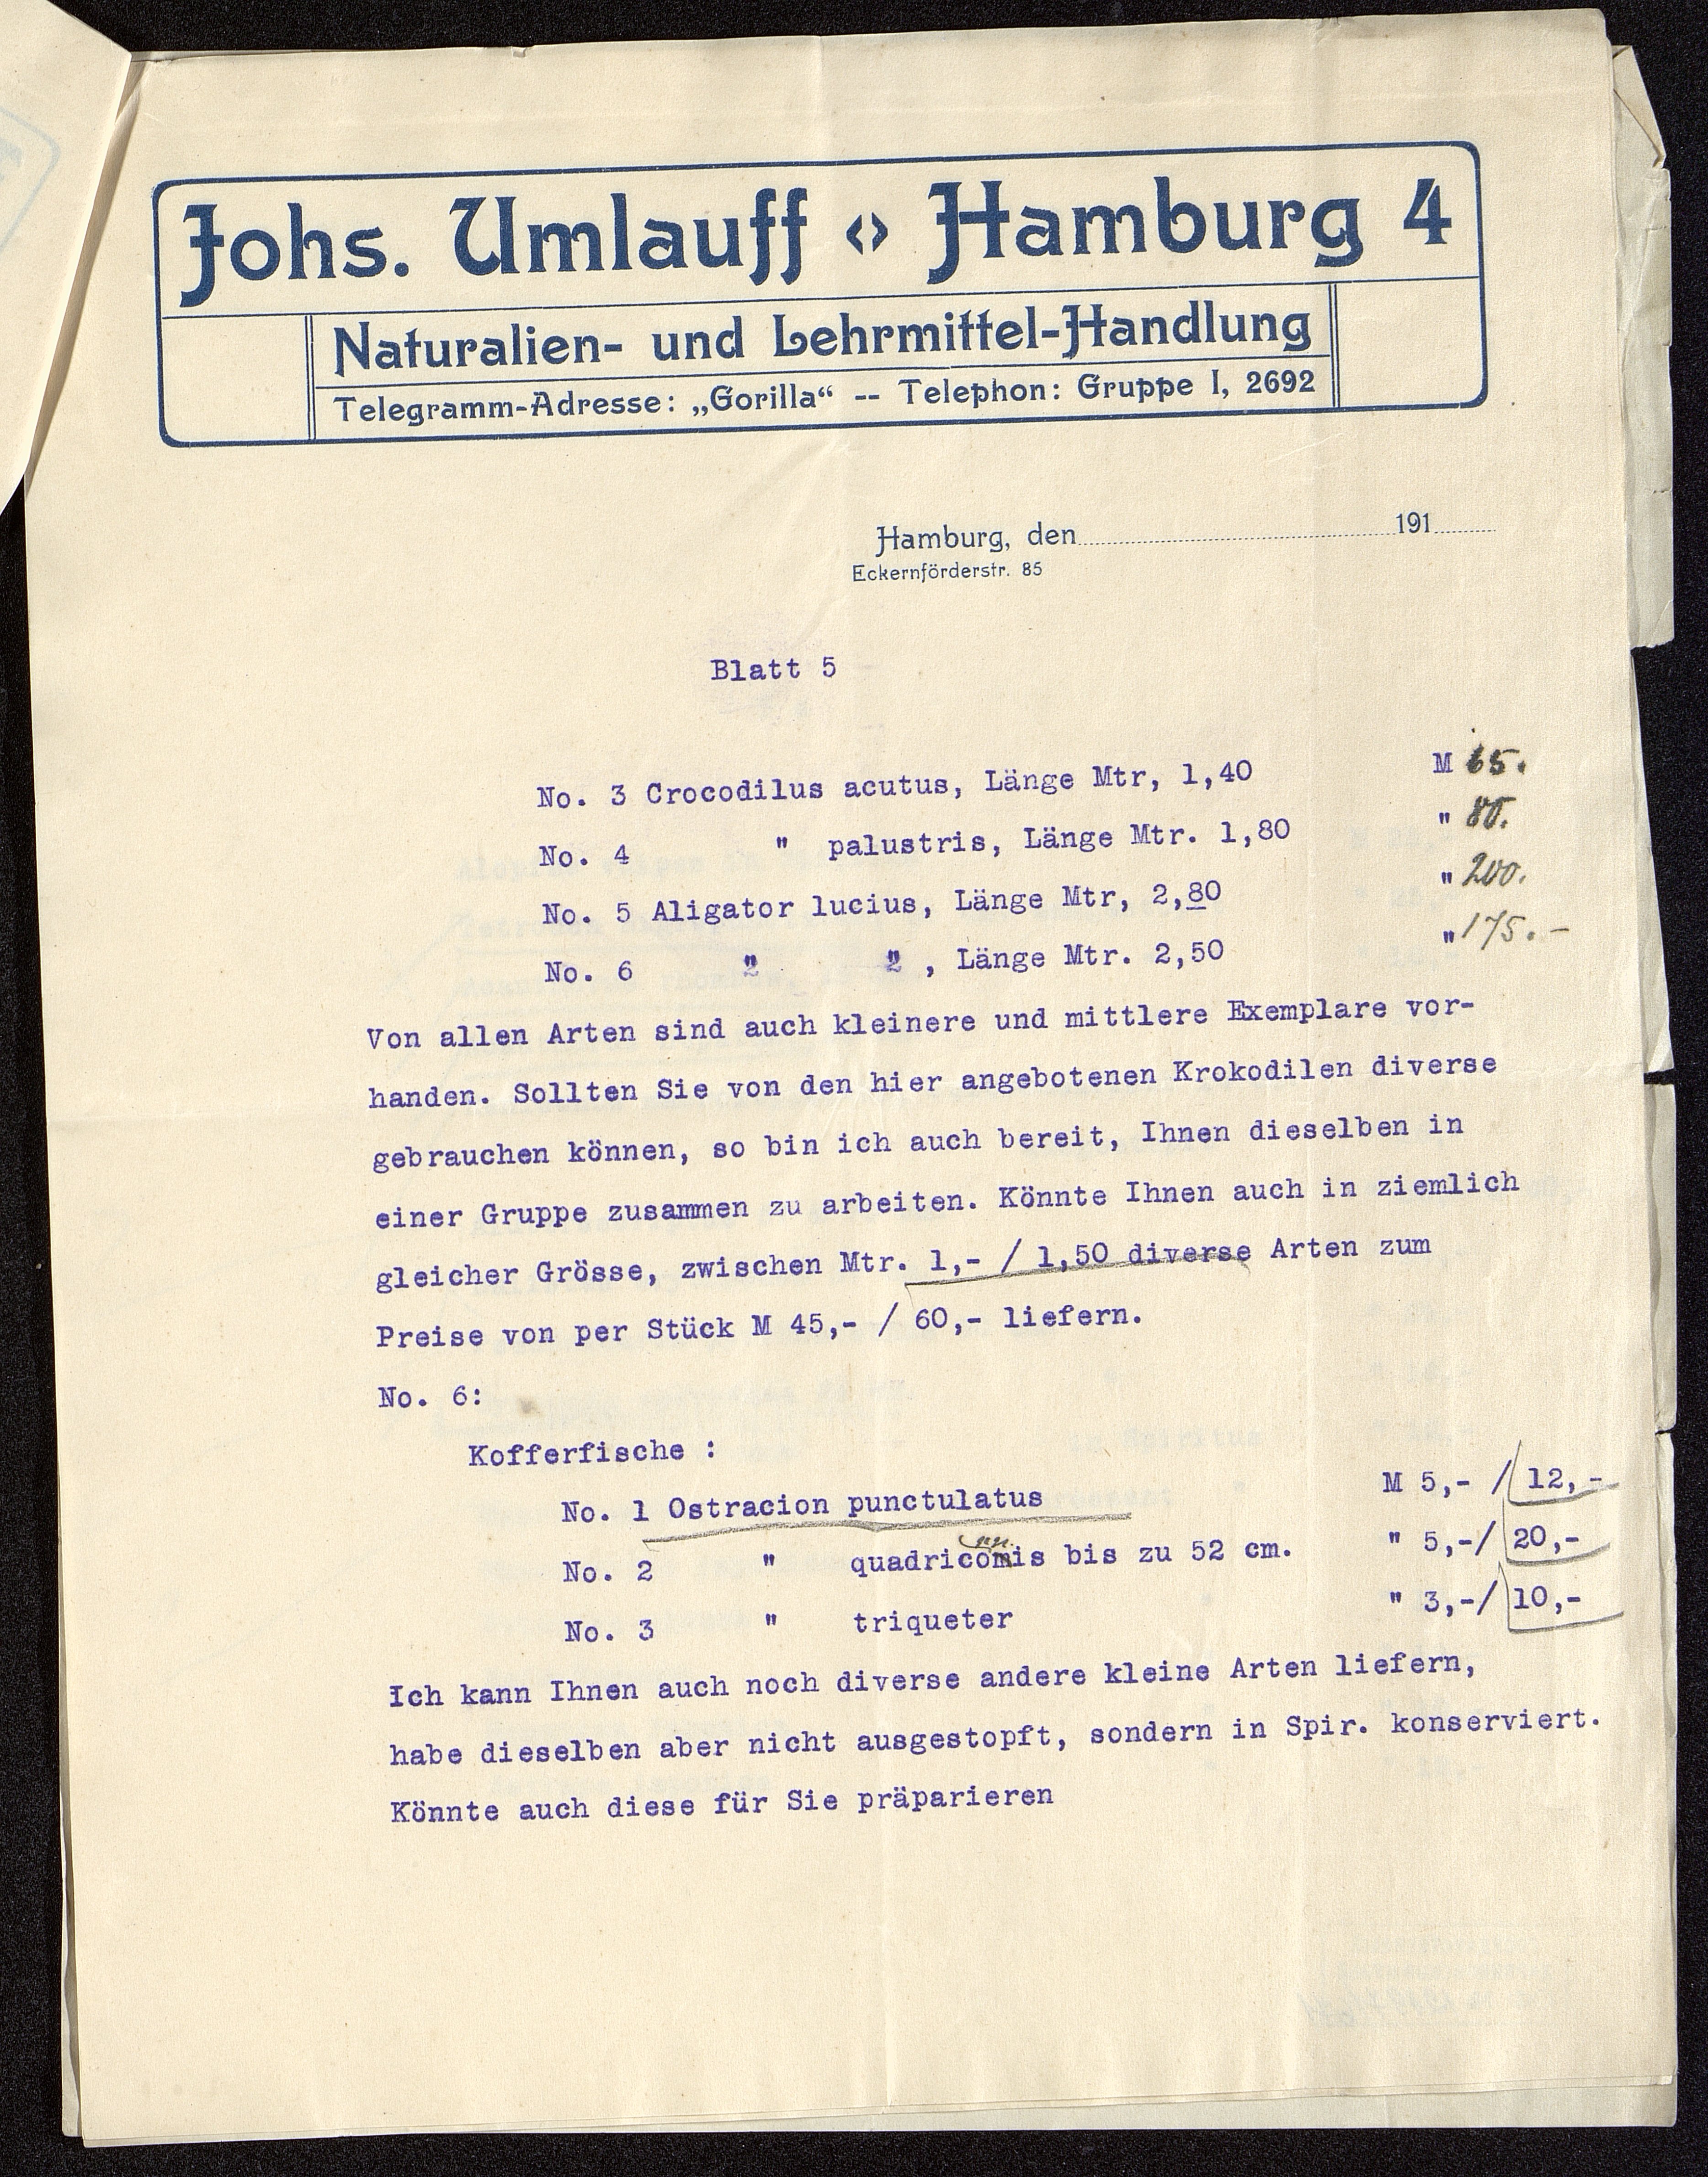 Johs. Umlauff <> Hamburg 4
Naturalien- und Lehrmittel-Handlung
Telegramm-Adresse: „Gorilla“ -- Telephon: Gruppe I, 2692
Hamburg, den 191
Eckernförderstr. 85
Blatt 5
No. 3 Crocodilus acutus, Länge Mtr, 1,40 M 65.
No. 4 " palustris, Länge Mtr. 1,80 " 80.
No. 5 Aligator lucius, Länge Mtr, 2,80 " 200.
No. 6 " " , Länge Mtr. 2,50 " 175.-
Von allen Arten sind auch kleinere und mittlere Exemplare vor-
handen. Sollten Sie von den hier angebotenen Krokodilen diverse
gebrauchen können, so bin ich auch bereit, Ihnen dieselben in
einer Gruppe zusammen zu arbeiten. Könnte Ihnen auch in ziemlich
gleicher Grösse, zwischen Mtr. 1,- / 1,50 diverse Arten zum
Preise von per Stück M 45,- / 60,- liefern.
No. 6:
Kofferfische :
No. 1 Ostracion punctulatus M 5,- / 12,-
No. 2 " quadricomis bis zu 52 cm. " 5,-/ 20,-
No. 3 " triqueter " 3,-/ 10,-
Ich kann Ihnen auch noch diverse andere kleine Arten liefern,
habe dieselben aber nicht ausgestopft, sondern in Spir. konserviert.
Könnte auch diese für Sie präparieren